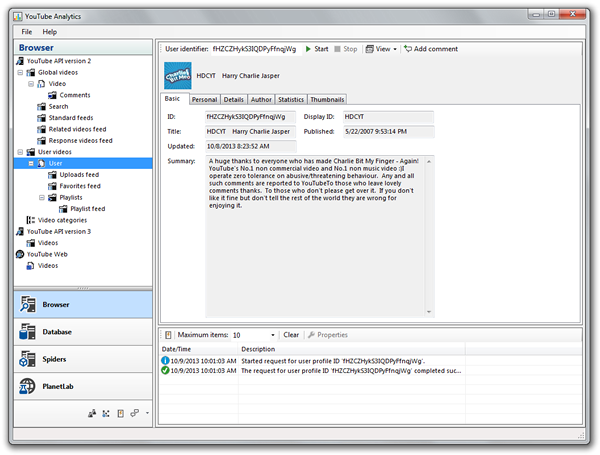 YouTube Analytics
File Help
Browser
YouTube API version 2
Global videos
Video
Comments
Search
Standard feeds
Related videos feed
Response videos feed
User videos
User
Uploads feed
Favorites feed
Playlists
Playlist feed
Video categories
YouTube API version 3
Videos
YouTube Web
Videos
Browser
Database
Spiders
PlanetLab
User identifier: fHZCZHykS3IQDPyFfnqjWg Start Stop View Add comment
Charlie Bit Me!
HDCYT Harry Charlie Jasper
Basic Personal Details Author Statistics Thumbnails
ID: fHZCZHykS3IQDPyFfnqjWg Display ID: HDCYT
Title: HDCYT Harry Charlie Jasper Published: 5/22/2007 9:53:14 PM
Updated: 10/8/2013 8:23:52 AM
Summary: A huge thanks to everyone who has made Charlie Bit My Finger - Again!
YouTube's No.1 non commercial video and No.1 non music video :)I
operate zero tolerance on abusive/threatening behaviour. Any and all
such comments are reported to YouTubeTo those who leave lovely
comments thanks. To those who don't please get over it. If you don't
like it fine but don't tell the rest of the world they are wrong for
enjoying it.
Maximum items: 10 Clear Properties
Date/Time Description
10/9/2013 10:01:03 AM Started request for user profile ID 'fHZCZHykS3IQDPyFfnqjWg'.
10/9/2013 10:01:03 AM The request for user profile ID 'fHZCZHykS3IQDPyFfnqjWg' completed suc...